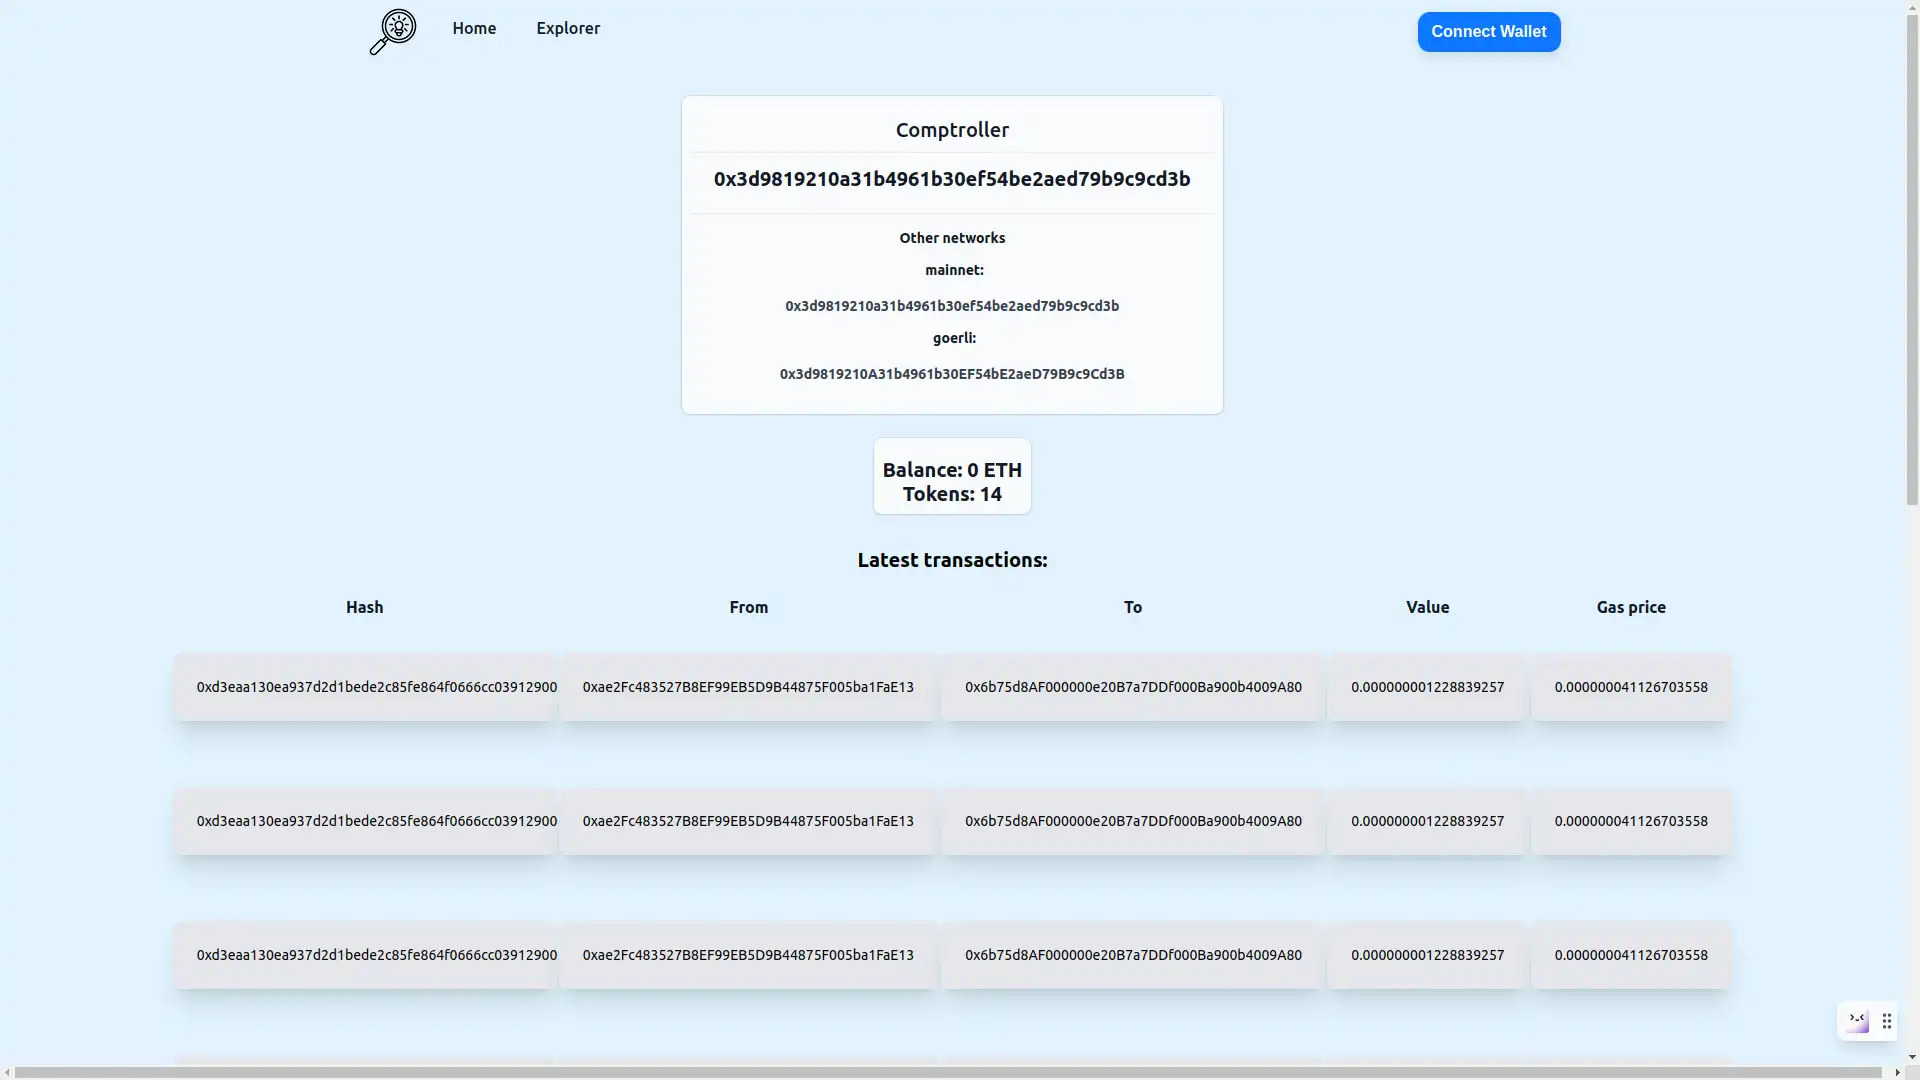 Home Explorer Connect Wallet
Comptroller
0x3d9819210a31b4961b30ef54be2aed79b9c9cd3b
Other networks
mainnet:
0x3d9819210a31b4961b30ef54be2aed79b9c9cd3b
goerli:
0x3d9819210A31b4961b30EF54bE2aeD79B9c9Cd3B
Balance: 0 ETH
Tokens: 14
Latest transactions:
Hash From To Value Gas price
0xd3eaa130ea937d2d1bede2c85fe864f0666cc03912900 0xae2Fc483527B8EF99EB5D9B44875F005ba1FaE13 0x6b75d8AF000000e20B7a7DDf000Ba900b4009A80 0.000000001228839257 0.000000041126703558
0xd3eaa130ea937d2d1bede2c85fe864f0666cc03912900 0xae2Fc483527B8EF99EB5D9B44875F005ba1FaE13 0x6b75d8AF000000e20B7a7DDf000Ba900b4009A80 0.000000001228839257 0.000000041126703558
0xd3eaa130ea937d2d1bede2c85fe864f0666cc03912900 0xae2Fc483527B8EF99EB5D9B44875F005ba1FaE13 0x6b75d8AF000000e20B7a7DDf000Ba900b4009A80 0.000000001228839257 0.000000041126703558